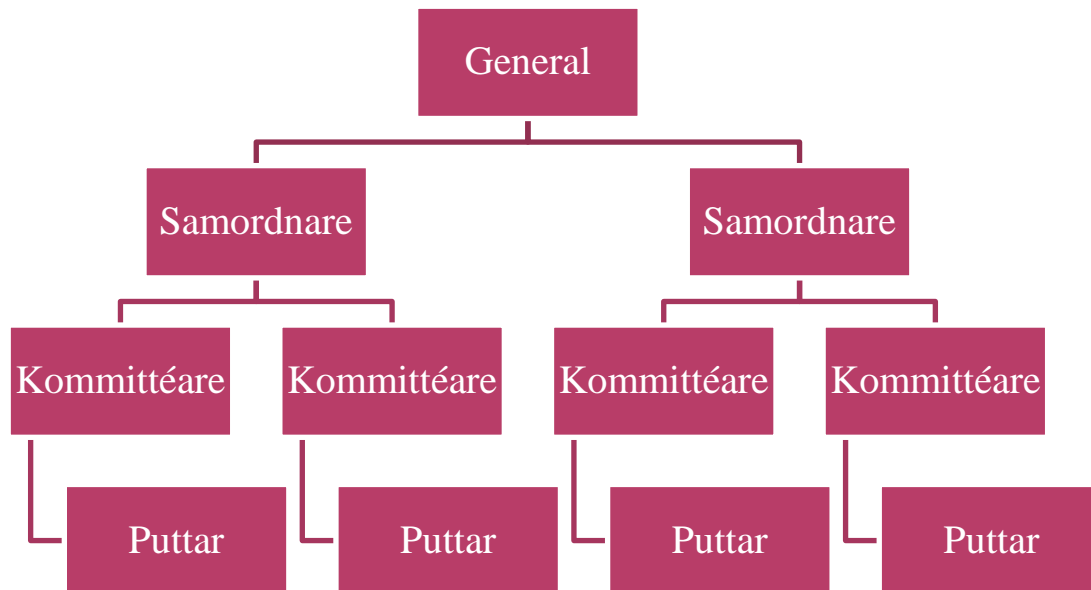 General
Samordnare
Samordnare
Kommittéare
Kommittéare
Kommittéare
Kommittéare
Puttar
Puttar
Puttar
Puttar